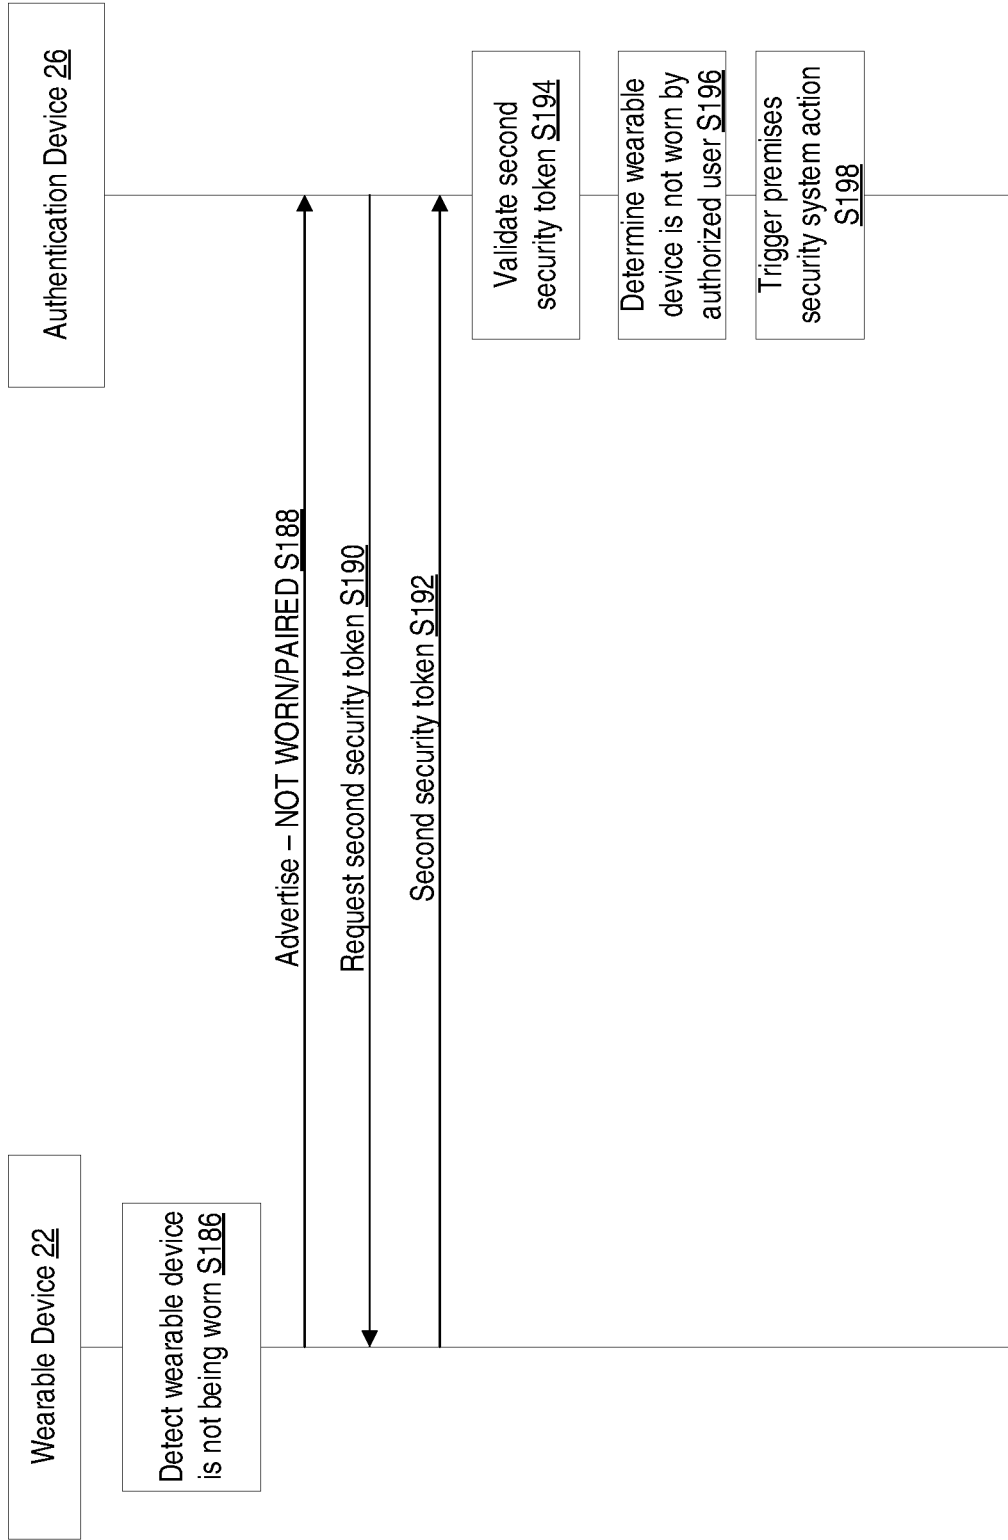 Wearable Device 22
Authentication Device 26
Detect wearable device
is not being worn S186
Advertise – NOT WORN/PAIRED S188
Request second security token S190
Second security token S192
Validate second
security token S194
Determine wearable
device is not worn by
authorized user S196
Trigger premises
security system action
S198